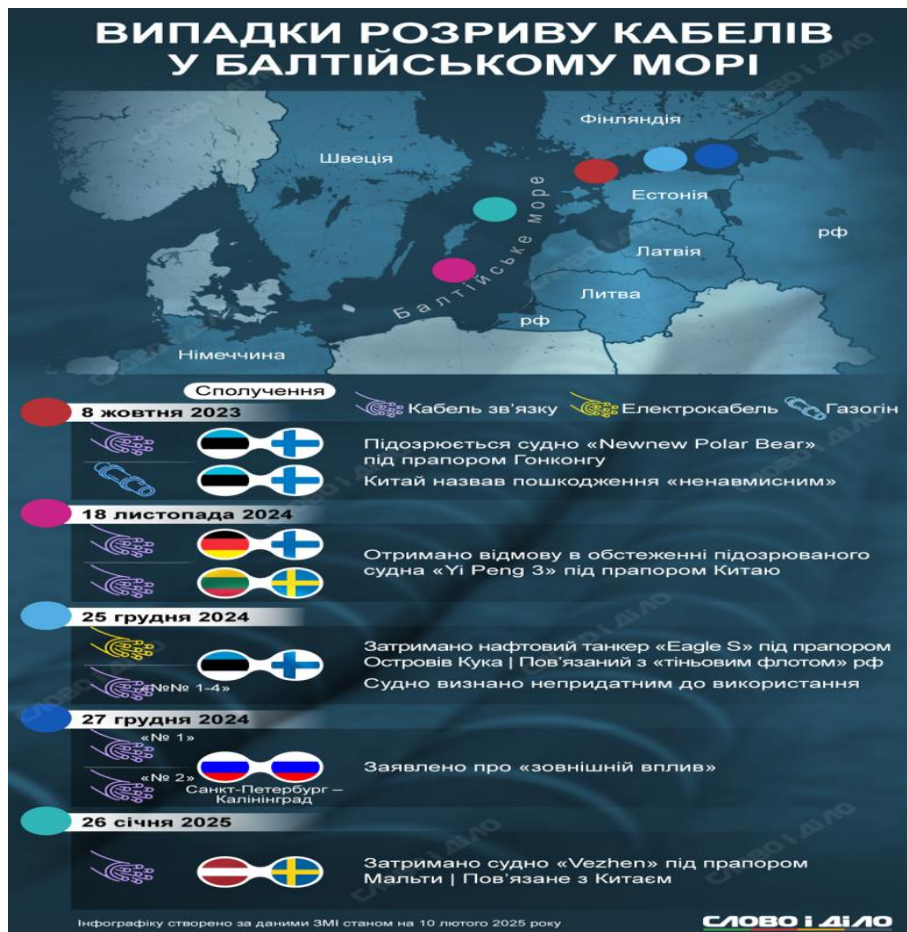 ВИПАДКИ РОЗРИВУ КАБЕЛІВ
У БАЛТІЙСЬКОМУ МОРІ
Фінляндія
Швеція
Естонія
Балтійське море
рф
Латвія
Литва
рф
Німеччина
Сполучення
8 жовтня 2023
Кабель зв'язку
Електрокабель
Газогін
Підозрюється судно «Newnew Polar Bear»
під прапором Гонконгу
Китай назвав пошкодження «ненавмисним»
18 листопада 2024
Отримано відмову в обстеженні підозрюваного
судна «Yi Peng 3» під прапором Китаю
25 грудня 2024
Затримано нафтовий танкер «Eagle S» під прапором
Островів Кука | Пов'язаний з «тіньовим флотом» рф
«№№ 1-4»
Судно визнано непридатним до використання
27 грудня 2024
«№ 1»
«№ 2»
Санкт-Петербург –
Калінінград
Заявлено про «зовнішній вплив»
26 січня 2025
Затримано судно «Vezhen» під прапором
Мальти | Пов'язане з Китаєм
Інфографіку створено за даними ЗМІ станом на 10 лютого 2025 року
СЛОВО і ДІЛО